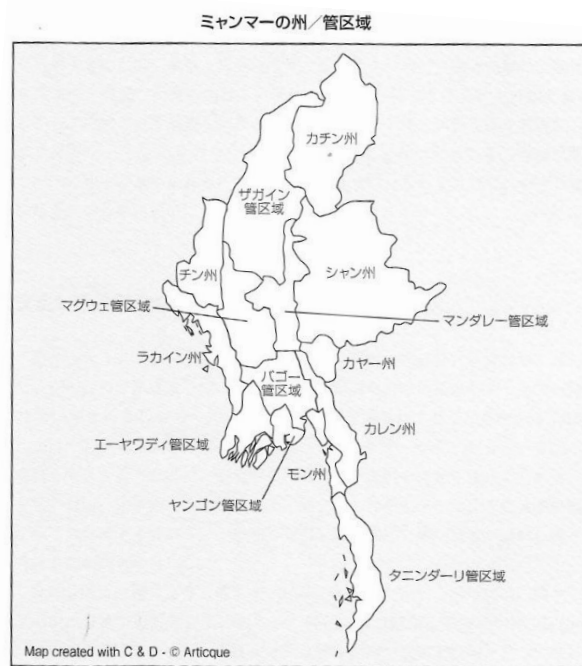 ミャンマーの州／管区域
カチン州
ザガイン
管区域
チン州
シャン州
マグウェ管区域
マンダレー管区域
ラカイン州
カヤー州
バゴー
管区域
カレン州
エーヤワディ管区域
モン州
ヤンゴン管区域
タニンダーリ管区域
Map created with C & D - © Articque